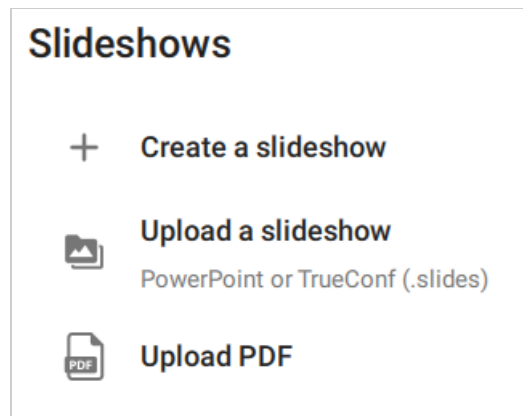 Slideshows
Create a slideshow
Upload a slideshow
PowerPoint or TrueConf (.slides)
PDF
Upload PDF